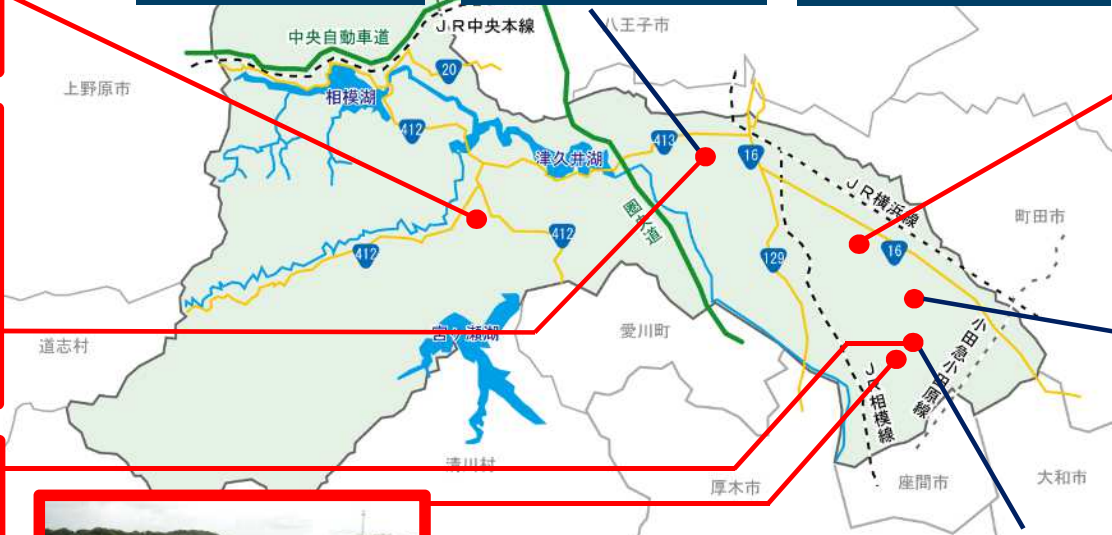 八王子市
JR中央本線
中央自動車道
上野原市
20
相模湖
412
413
津久井湖
16
JR横浜線
圏央道
町田市
412
412
129
16
道志村
宮ヶ瀬湖
愛川町
小田急小田原線
JR相模線
清川村
厚木市
座間市
大和市